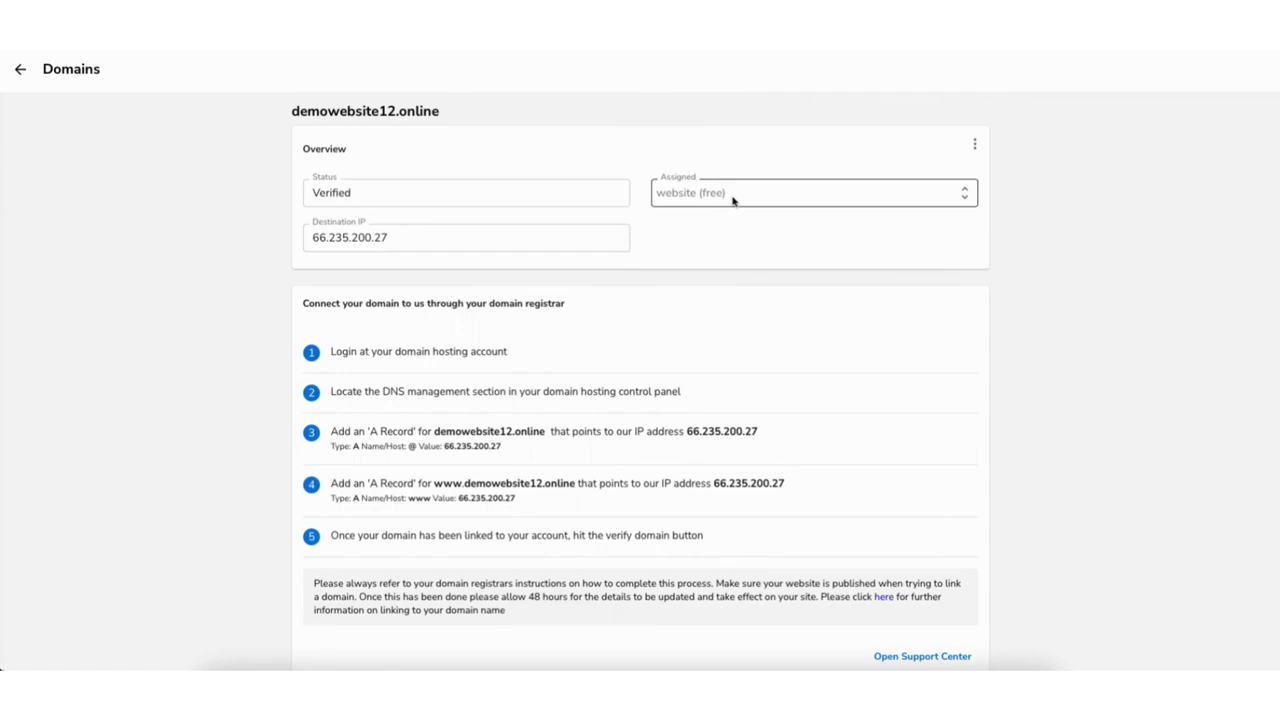 Domains
demowebsite12.online
Overview
Status
Verified
Assigned
website (free)
Destination IP
66.235.200.27
Connect your domain to us through your domain registrar
1 Login at your domain hosting account
2 Locate the DNS management section in your domain hosting control panel
3 Add an 'A Record' for demowebsite12.online that points to our IP address 66.235.200.27
Type: A Name/Host: @ Value: 66.235.200.27
4 Add an 'A Record' for www.demowebsite12.online that points to our IP address 66.235.200.27
Type: A Name/Host: www Value: 66.235.200.27
5 Once your domain has been linked to your account, hit the verify domain button
Please always refer to your domain registrars instructions on how to complete this process. Make sure your website is published when trying to link
a domain. Once this has been done please allow 48 hours for the details to be updated and take effect on your site. Please click here for further
information on linking to your domain name
Open Support Center